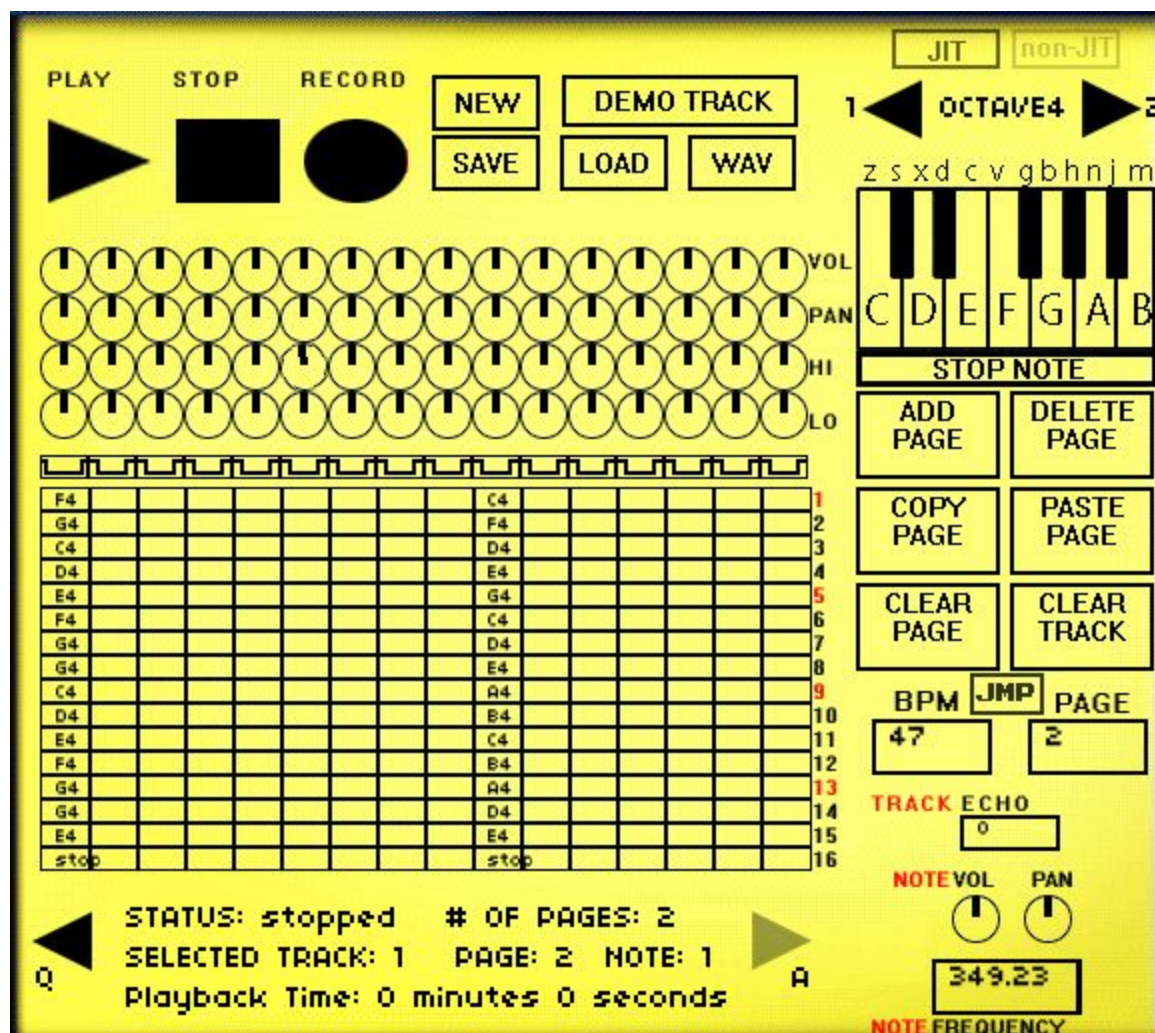 JIT non-JIT
PLAY STOP RECORD
NEW DEMO TRACK
1 OCTAVE4 2
SAVE LOAD WAV
z s x d c v g b h n j m
VOL
PAN
C D E F G A B
HI
STOP NOTE
LO
ADD PAGE
DELETE PAGE
F4 C4 1
G4 F4 2
C4 D4 3
D4 E4 4
E4 G4 5
F4 C4 6
G4 D4 7
G4 E4 8
C4 A4 9
D4 B4 10
E4 C4 11
F4 B4 12
G4 A4 13
G4 D4 14
E4 E4 15
stop stop 16
COPY PAGE
PASTE PAGE
CLEAR PAGE
CLEAR TRACK
BPM JMP PAGE
47 2
TRACK ECHO
0
NOTE VOL PAN
STATUS: stopped # OF PAGES: 2
SELECTED TRACK: 1 PAGE: 2 NOTE: 1
Q A
Playback Time: 0 minutes 0 seconds
349.23
NOTE FREQUENCY